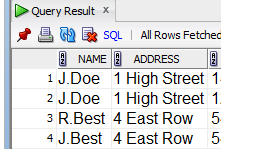 Query Result ×
SQL | All Rows Fetched
NAME ADDRESS
1 J.Doe 1 High Street
2 J.Doe 1 High Street
3 R.Best 4 East Row
4 J.Best 4 East Row